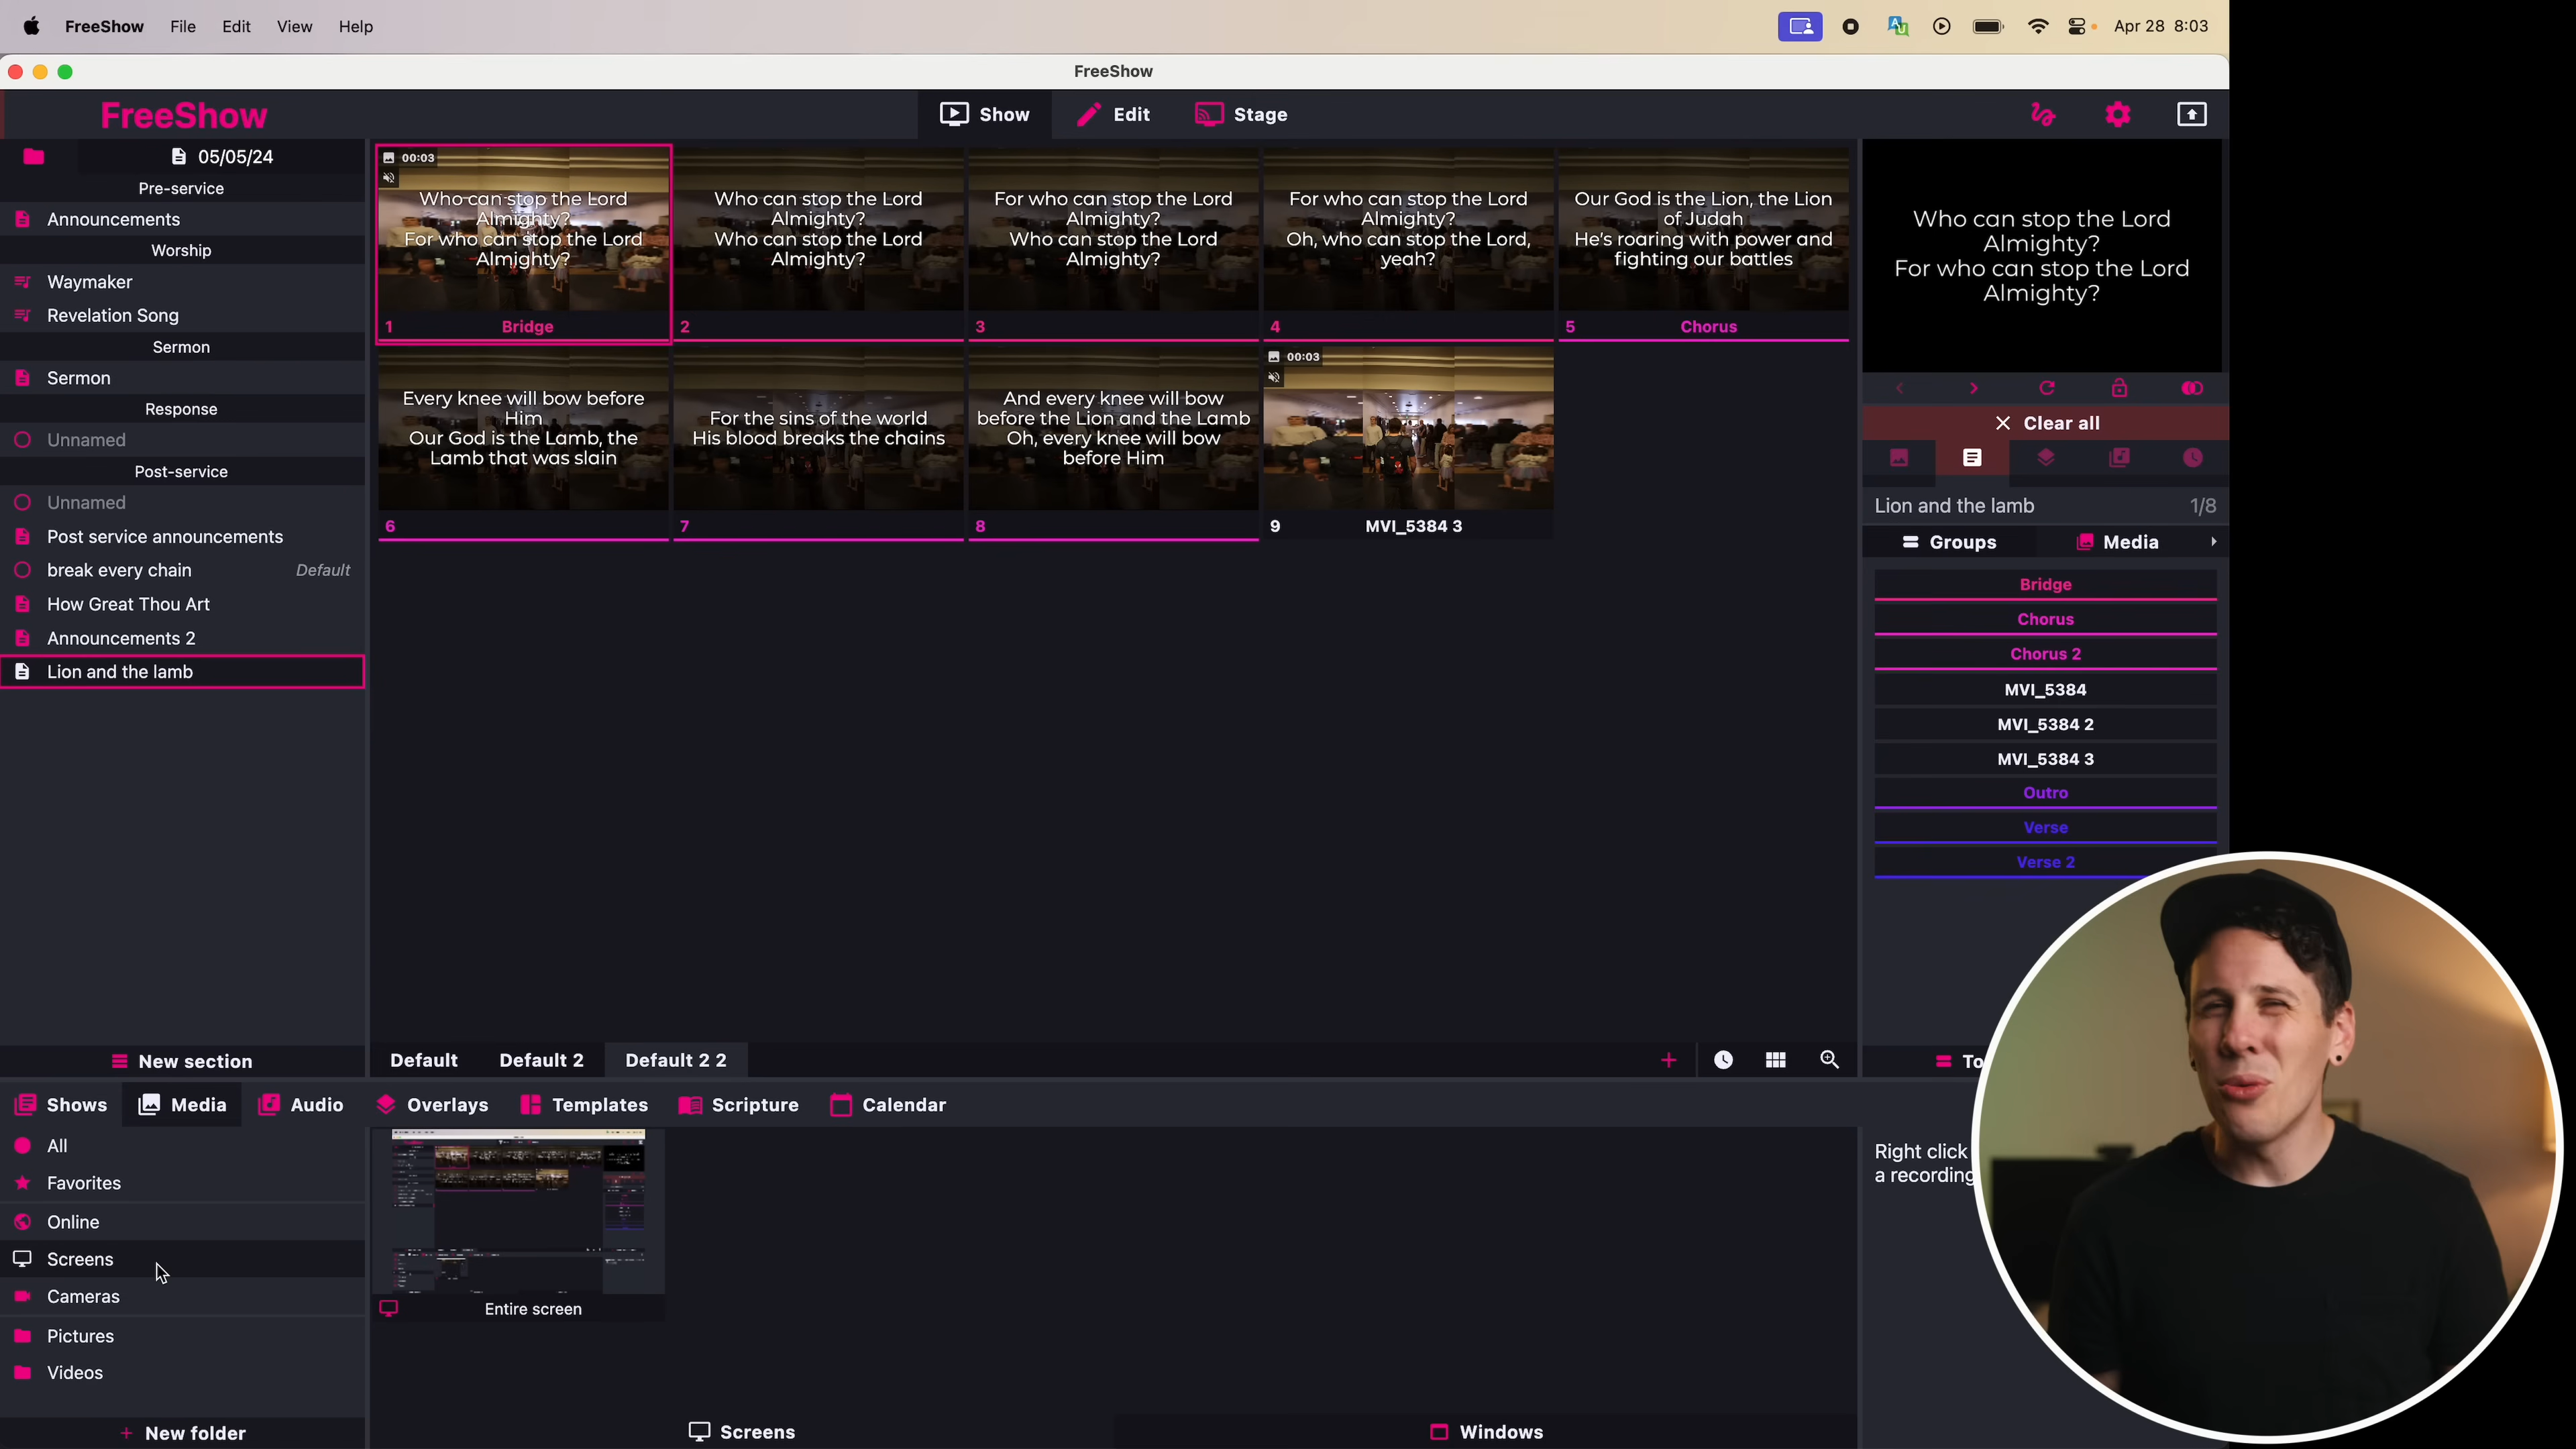 FreeShow File Edit View Help
Apr 28 8:03
FreeShow
FreeShow
Show Edit Stage
05/05/24
Pre-service
Announcements
Worship
Waymaker
Revelation Song
Sermon
Sermon
Response
Unnamed
Post-service
Unnamed
Post service announcements
break every chain Default
How Great Thou Art
Announcements 2
Lion and the lamb
New section
00:03
Who can stop the Lord
Almighty?
For who can stop the Lord
Almighty?
1 Bridge
Who can stop the Lord
Almighty?
Who can stop the Lord
Almighty?
2
For who can stop the Lord
Almighty?
Who can stop the Lord
Almighty?
3
For who can stop the Lord
Almighty?
Oh, who can stop the Lord,
yeah?
4
Our God is the Lion, the Lion
of Judah
He's roaring with power and
fighting our battles
5 Chorus
Every knee will bow before
Him
Our God is the Lamb, the
Lamb that was slain
6
For the sins of the world
His blood breaks the chains
7
And every knee will bow
before the Lion and the Lamb
Oh, every knee will bow
before Him
8
00:03
9 MVI_5384 3
Default Default 2 Default 2 2
Who can stop the Lord
Almighty?
For who can stop the Lord
Almighty?
Clear all
Lion and the lamb 1/8
Groups Media
Bridge
Chorus
Chorus 2
MVI_5384
MVI_5384 2
MVI_5384 3
Outro
Verse
Verse 2
To
Shows Media Audio Overlays Templates Scripture Calendar
All
Favorites
Online
Screens
Cameras
Pictures
Videos
New folder
Entire screen
Screens Windows
Right click
a recording